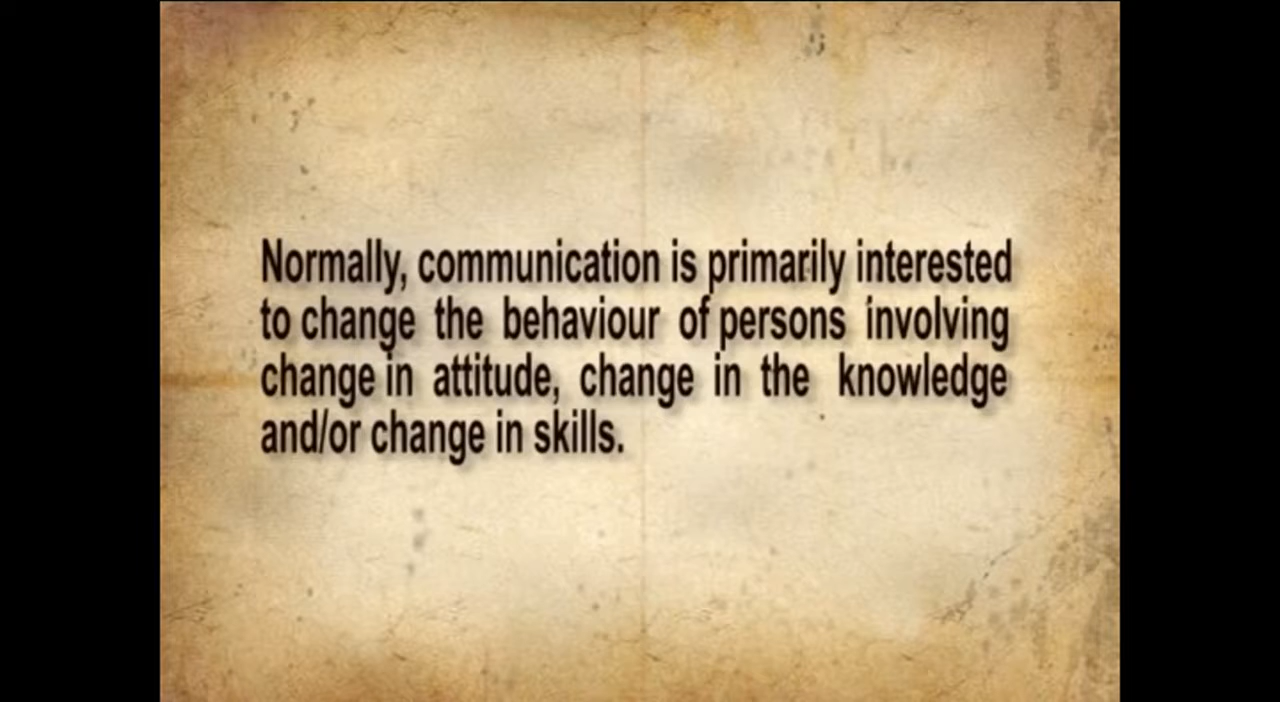 Normally, communication is primarily interested
to change the behaviour of persons involving
change in attitude, change in the knowledge
and/or change in skills.